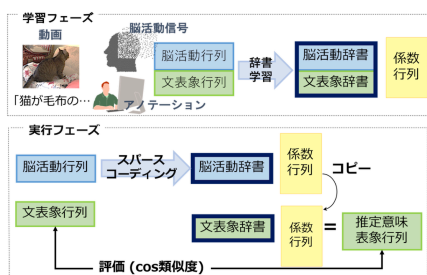 学習フェーズ
動画
脳活動信号
「猫が毛布の…
アノテーション
脳活動行列
文表象行列
辞書
学習
脳活動辞書
文表象辞書
係数
行列
実行フェーズ
脳活動行列
スパース
コーディング
脳活動辞書
係数
行列
コピー
文表象行列
文表象辞書
係数
行列
=
推定意味
表象行列
評価 (cos類似度)